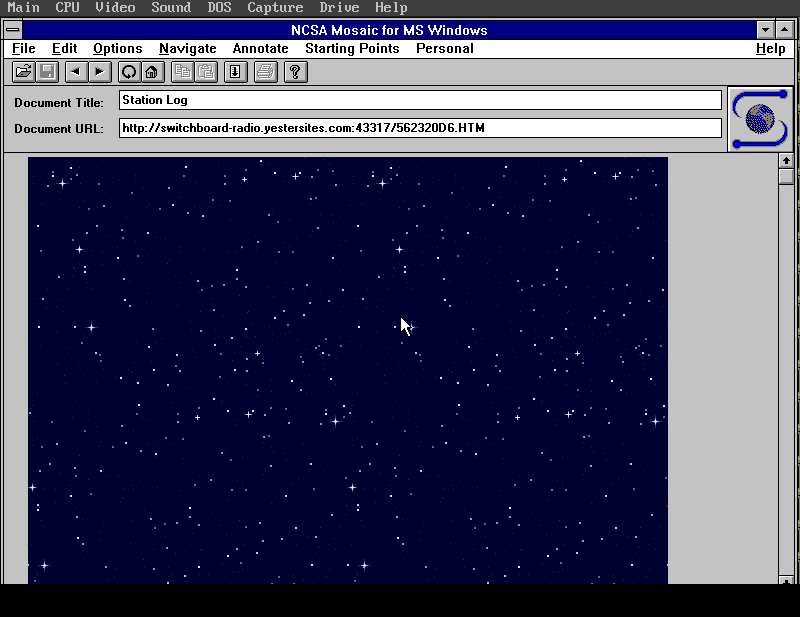 Main CPU Video Sound DOS Capture Drive Help
NCSA Mosaic for MS Windows
File Edit Options Navigate Annotate Starting Points Personal Help
Document Title: Station Log
Document URL: http://switchboard-radio.yestersites.com:43317/562320D6.HTM